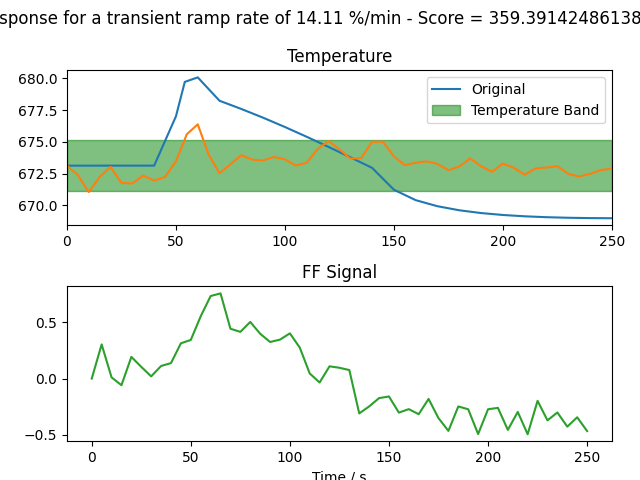 sponse for a transient ramp rate of 14.11 %/min - Score = 359.39142486138
Temperature
680.0
677.5
675.0
672.5
670.0
Original
Temperature Band
0 50 100 150 200 250
FF Signal
0.5
0.0
−0.5
0 50 100 150 200 250
Time / s